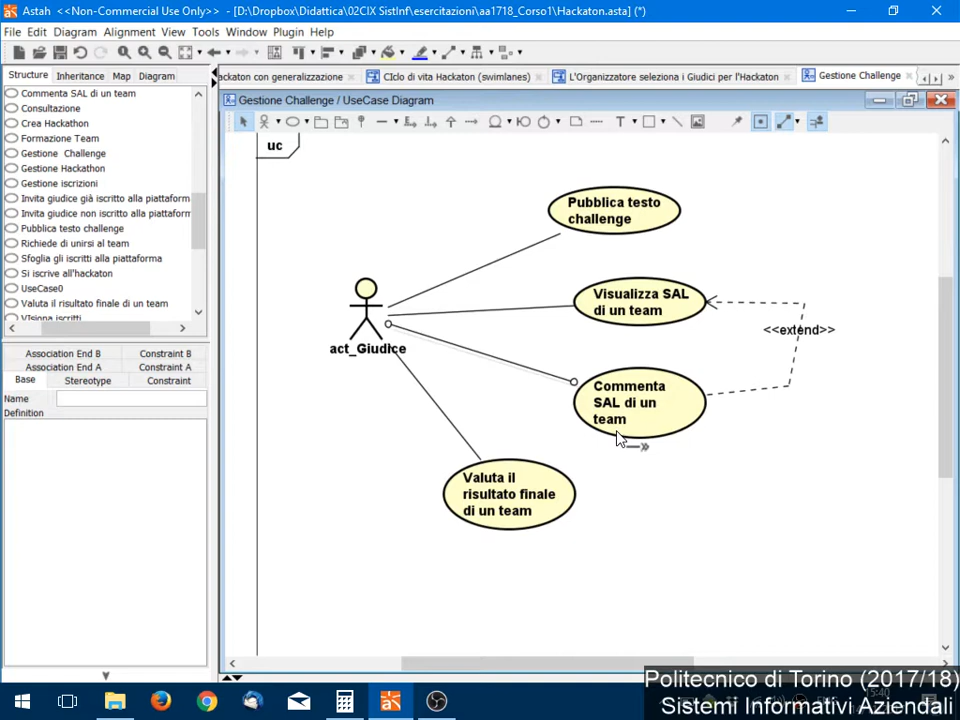 Astah <<Non-Commercial Use Only>> - [D:\Dropbox\Didattica\02CIX SistInf\esercitazioni\aa1718_Corso1\Hackaton.asta] (*)
File Edit Diagram Alignment View Tools Window Plugin Help
Structure Inheritance Map Diagram
ackaton con generalizzazione
CIclo di vita Hackaton (swimlanes)
L'Organizzatore seleziona i Giudici per l'Hackaton
Gestione Challenge
Gestione Challenge / UseCase Diagram
Commenta SAL di un team
Consultazione
Crea Hackathon
Formazione Team
Gestione Challenge
Gestione Hackathon
Gestione iscrizioni
Invita giudice già iscritto alla piattaforma
Invita giudice non iscritto alla piattaforn
Pubblica testo challenge
Richiede di unirsi al team
Sfoglia gli iscritti alla piattaforma
Si iscrive all'hackaton
UseCase0
Valuta il risultato finale di un team
VIsiona iscritti
Association End B Constraint B
Association End A Constraint A
Base Stereotype Constraint
Name
Definition
uc
Pubblica testo
challenge
Visualizza SAL
di un team
<<extend>>
act_Giudice
Commenta
SAL di un
team
Valuta il
risultato finale
di un team
Politecnico di Torino (2017/18)
5:40
Sistemi Informativi Aziendali